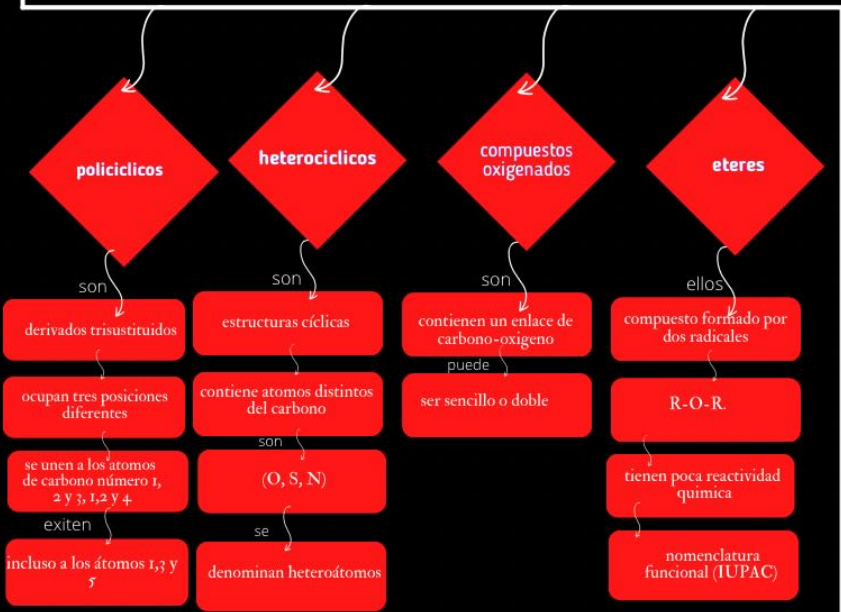 policiclicos
son
derivados trisustituidos
ocupan tres posiciones
diferentes
se unen a los atomos
de carbono número 1,
2 y 3, 1,2 y 4
exiten
incluso a los átomos 1,3 y
5
heterociclicos
son
estructuras cíclicas
contiene atomos distintos
del carbono
son
(O, S, N)
se
denominan heteroátomos
compuestos
oxigenados
son
contienen un enlace de
carbono-oxigeno
puede
ser sencillo o doble
eteres
ellos
compuesto formado por
dos radicales
R-O-R.
tienen poca reactividad
quimica
nomenclatura
funcional (IUPAC)